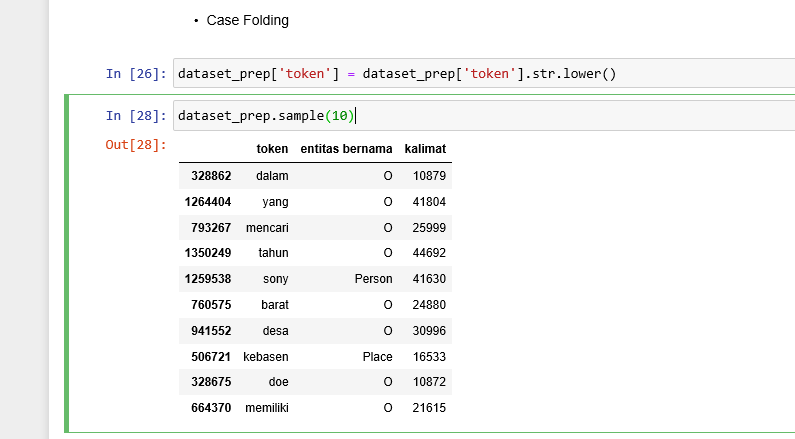 • Case Folding
In [26]: dataset_prep['token'] = dataset_prep['token'].str.lower()
In [28]: dataset_prep.sample(10)
Out[28]:
token entitas bernama kalimat
328862 dalam O 10879
1264404 yang O 41804
793267 mencari O 25999
1350249 tahun O 44692
1259538 sony Person 41630
760575 barat O 24880
941552 desa O 30996
506721 kebasen Place 16533
328675 doe O 10872
664370 memiliki O 21615